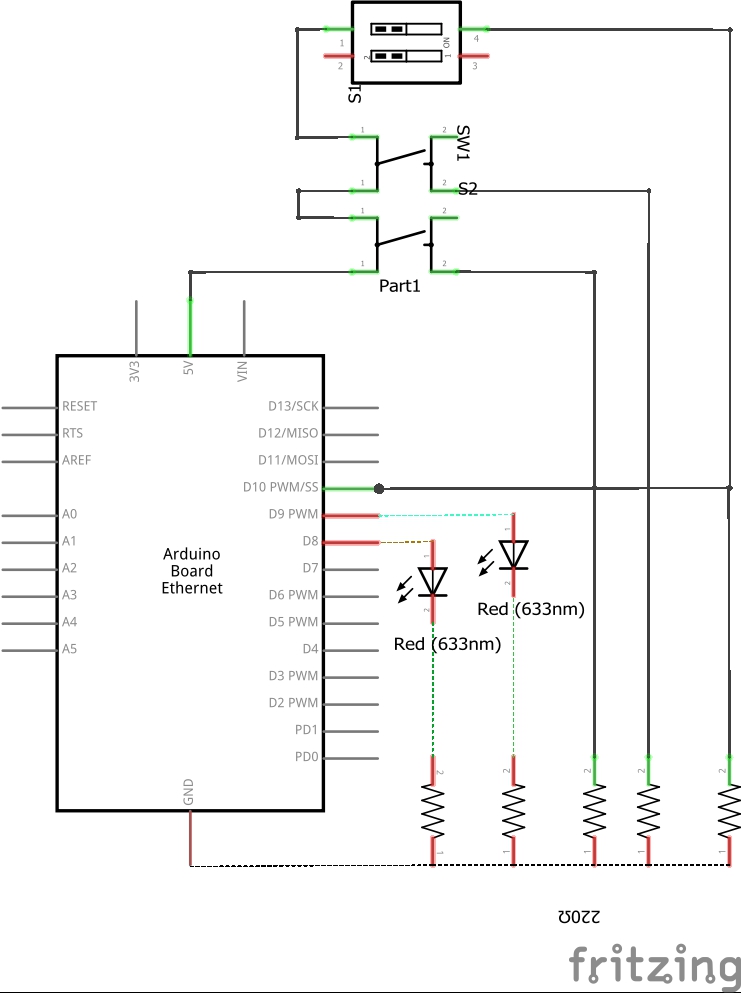 1
4
ON
2
1
2
3
S1
1
2
SW1
1
2
S2
1
2
1
2
Part1
3V3
5V
VIN
RESET
D13/SCK
RTS
D12/MISO
AREF
D11/MOSI
D10 PWM/SS
A0
D9 PWM
1
A1
D8
1
Arduino
Board
Ethernet
A2
D7
2
A3
D6 PWM
2
Red (633nm)
A4
D5 PWM
A5
D4
Red (633nm)
D3 PWM
D2 PWM
PD1
PD0
GND
2
2
2
2
2
1
1
1
1
1
220Ω
fritzing